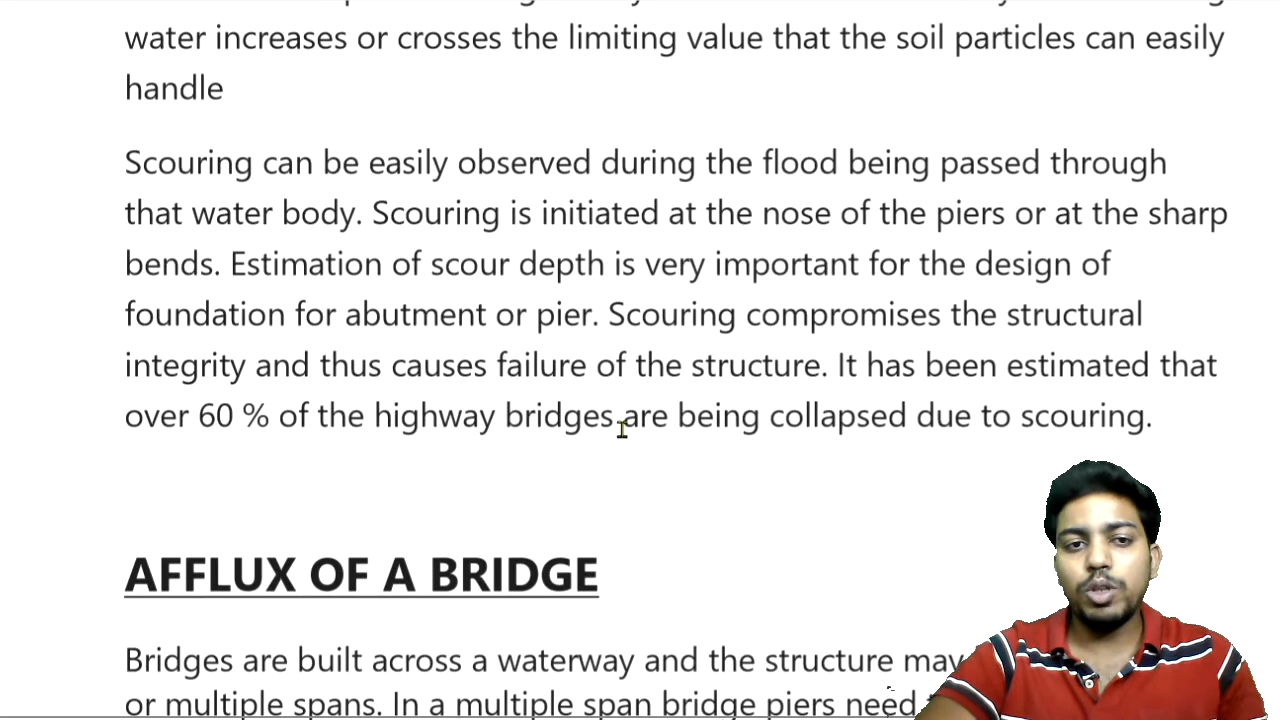 water increases or crosses the limiting value that the soil particles can easily
handle
Scouring can be easily observed during the flood being passed through
that water body. Scouring is initiated at the nose of the piers or at the sharp
bends. Estimation of scour depth is very important for the design of
foundation for abutment or pier. Scouring compromises the structural
integrity and thus causes failure of the structure. It has been estimated that
over 60 % of the highway bridges are being collapsed due to scouring.
AFFLUX OF A BRIDGE
Bridges are built across a waterway and the structure may
or multiple spans. In a multiple span bridge piers need